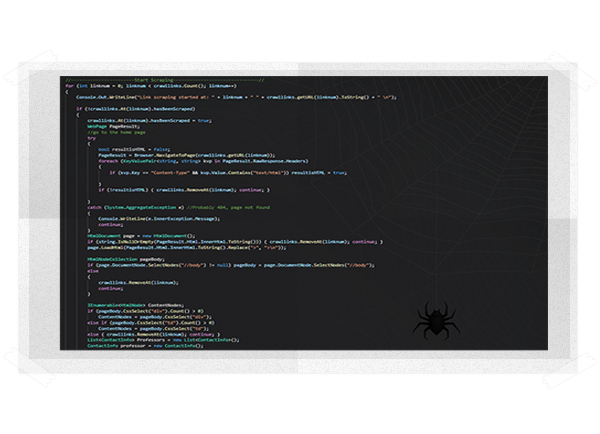 //----------------------Start Scraping------------------------------//
for (int linknum = 0; linknum < crawllinks.Count(); linknum++)
{
Console.Out.WriteLine("Link scraping started at: " + linknum + " " + crawllinks.getURL(linknum).ToString() + " \n");
if (!crawllinks.At(linknum).hasBeenScraped)
{
crawllinks.At(linknum).hasBeenScraped = true;
WebPage PageResult;
//go to the home page
try
{
bool resultisHTML = false;
PageResult = Browser.NavigateToPage(crawllinks.getURL(linknum));
foreach (KeyValuePair<string, string> kvp in PageResult.RawResponse.Headers)
{
if (kvp.Key == "Content-Type" && kvp.Value.Contains("text/html")) resultisHTML = true;
}
if (!resultisHTML) { crawllinks.RemoveAt(linknum); continue; }
}
catch (System.AggregateException e) //Probably 404, page not found
{
Console.WriteLine(e.InnerException.Message);
continue;
}
HtmlDocument page = new HtmlDocument();
if (string.IsNullOrEmpty(PageResult.Html.InnerHtml.ToString())) { crawllinks.RemoveAt(linknum); continue; }
page.LoadHtml(PageResult.Html.InnerHtml.ToString().Replace(">", ">\n"));
HtmlNodeCollection pageBody;
if (page.DocumentNode.SelectNodes("//body") != null) pageBody = page.DocumentNode.SelectNodes("//body");
else
{
crawllinks.RemoveAt(linknum);
continue;
}
IEnumerable<HtmlNode> ContentNodes;
if (pageBody.CssSelect("div").Count() > 0)
ContentNodes = pageBody.CssSelect("div");
else if (pageBody.CssSelect("td").Count() > 0)
ContentNodes = pageBody.CssSelect("td");
else { crawllinks.RemoveAt(linknum); continue; }
List<ContactInfo> Professors = new List<ContactInfo>();
ContactInfo professor = new ContactInfo();